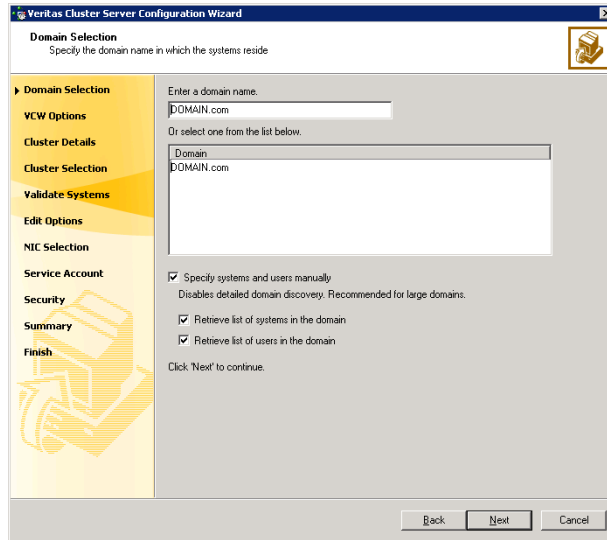 Veritas Cluster Server Configuration Wizard
Domain Selection
Specify the domain name in which the systems reside
Domain Selection
VCW Options
Cluster Details
Cluster Selection
Validate Systems
Edit Options
NIC Selection
Service Account
Security
Summary
Finish
Enter a domain name.
DOMAIN.com
Or select one from the list below.
Domain
DOMAIN.com
Specify systems and users manually
Disables detailed domain discovery. Recommended for large domains.
Retrieve list of systems in the domain
Retrieve list of users in the domain
Click 'Next' to continue.
Back Next Cancel